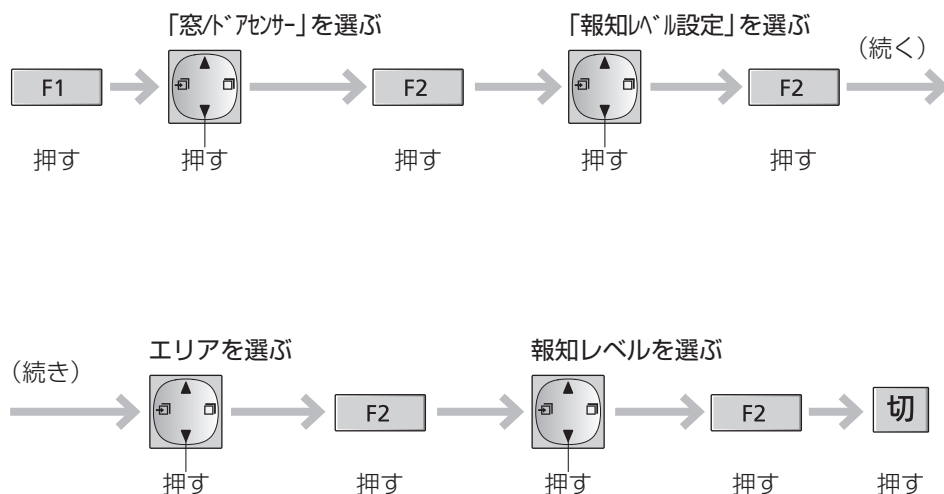 「窓/ﾄﾞｱｾﾝｻｰ」を選ぶ
「報知ﾚﾍﾞﾙ設定」を選ぶ
(続く)
F1
F2
F2
押す
押す
押す
押す
押す
エリアを選ぶ
報知レベルを選ぶ
(続き)
F2
F2
切
押す
押す
押す
押す
押す